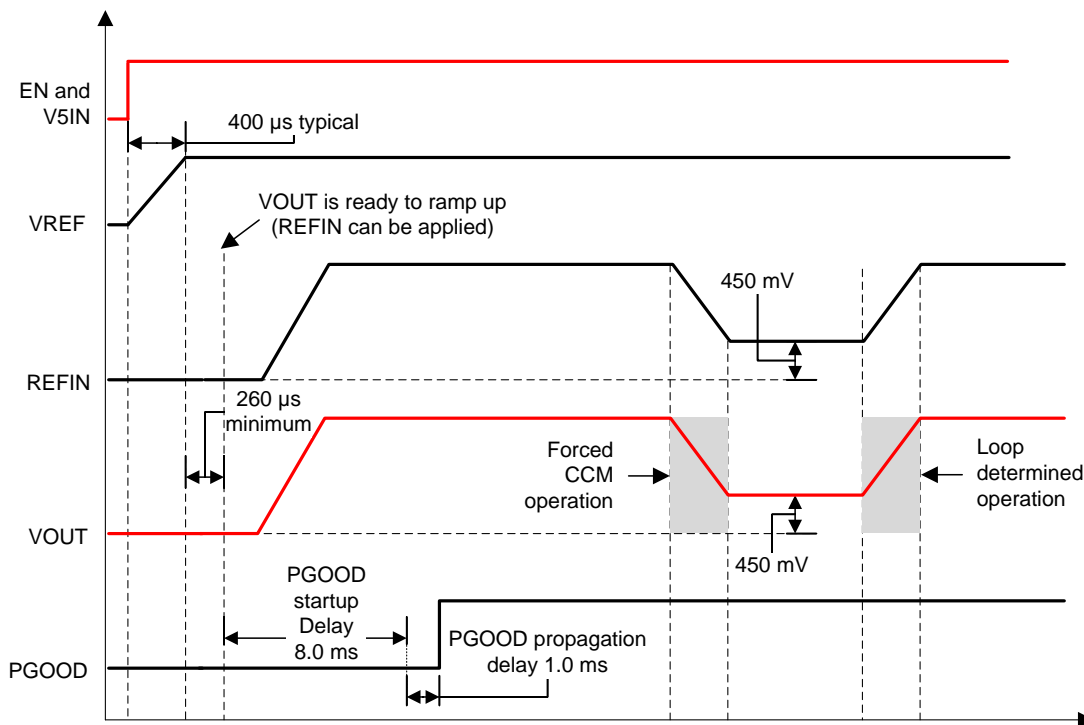 EN and
V5IN
400 µs typical
VOUT is ready to ramp up
(REFIN can be applied)
VREF
450 mV
REFIN
260 µs
minimum
Forced
CCM
operation
Loop
determined
operation
VOUT
450 mV
PGOOD
startup
Delay
8.0 ms
PGOOD propagation
delay 1.0 ms
PGOOD